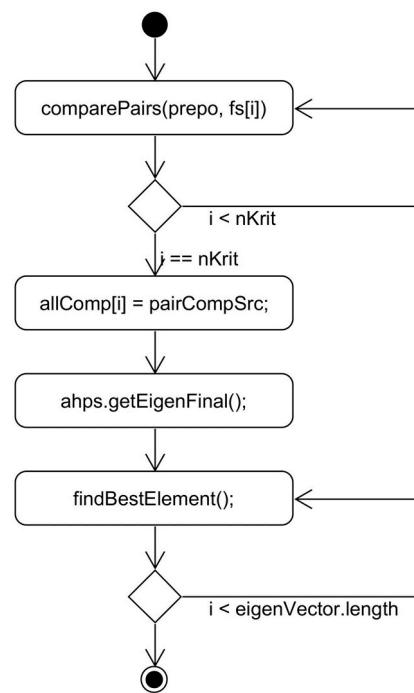 comparePairs(prepo, fs[i])
i < nKrit
i == nKrit
allComp[i] = pairCompSrc;
ahps.getEigenFinal();
findBestElement();
i < eigenVector.length